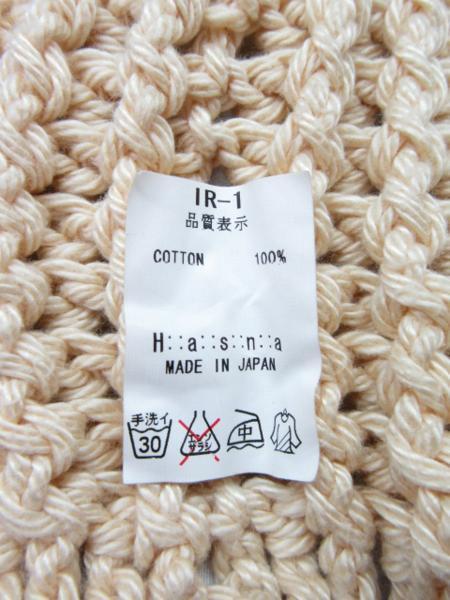 IR-1
品質表示
COTTON 100%
H::a::s::n::a
MADE IN JAPAN
手洗イ
30
エンソ
サラシ
中